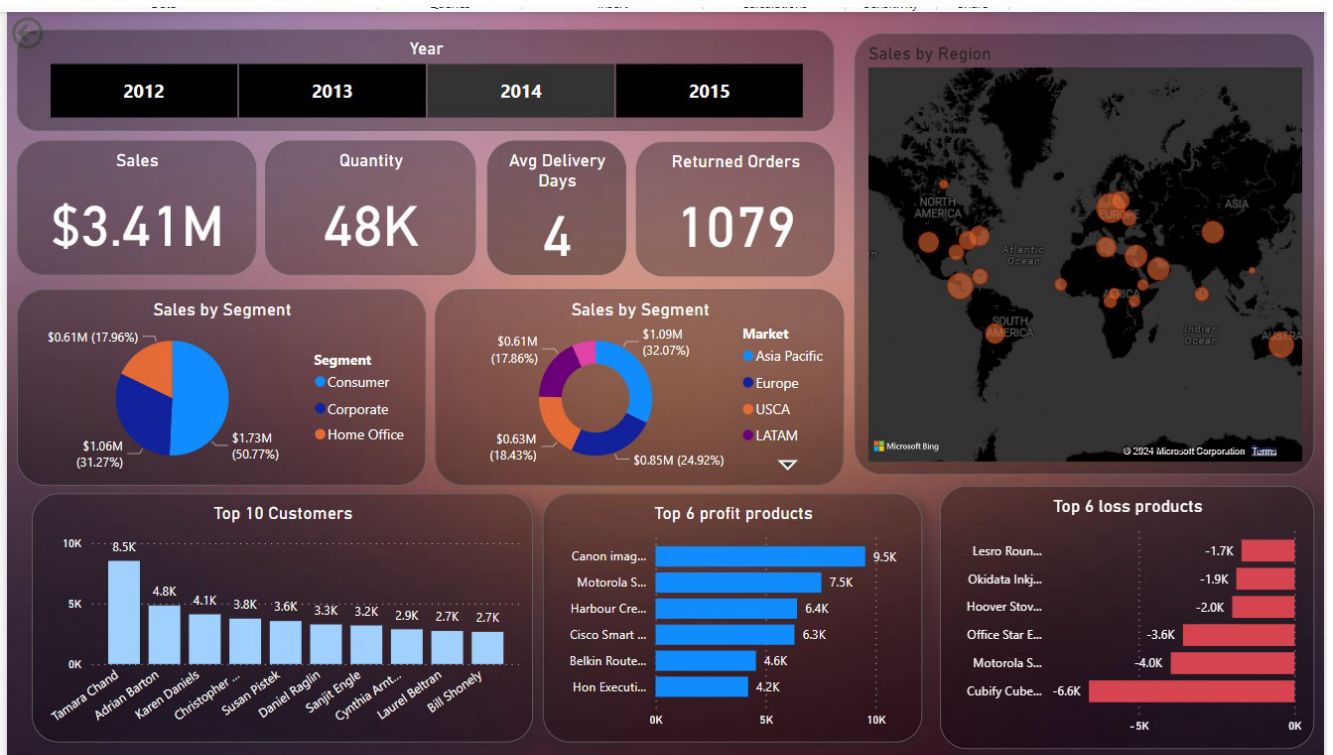 Year
2012 2013 2014 2015
Sales
$3.41M
Quantity
48K
Avg Delivery
Days
4
Returned Orders
1079
Sales by Region
NORTH
AMERICA
EUROPE
ASIA
Atlantic
Ocean
AFRICA
SOUTH
AMERICA
Indian
Ocean
AUSTRA
Microsoft Bing
© 2024 Microsoft Corporation Terms
Sales by Segment
$0.61M (17.96%)
$1.06M
(31.27%)
$1.73M
(50.77%)
Segment
Consumer
Corporate
Home Office
Sales by Segment
$0.61M
(17.86%)
$1.09M
(32.07%)
$0.63M
(18.43%)
$0.85M (24.92%)
Market
Asia Pacific
Europe
USCA
LATAM
Top 10 Customers
10K
5K
0K
8.5K
4.8K
4.1K
3.8K
3.6K
3.3K
3.2K
2.9K
2.7K
2.7K
Tamara Chand
Adrian Barton
Karen Daniels
Christopher ...
Susan Pistek
Daniel Raglin
Sanjit Engle
Cynthia Arnt...
Laurel Beltran
Bill Shonely
Top 6 profit products
Canon imag... 9.5K
Motorola S... 7.5K
Harbour Cre... 6.4K
Cisco Smart ... 6.3K
Belkin Route... 4.6K
Hon Executi... 4.2K
0K 5K 10K
Top 6 loss products
Lesro Roun... -1.7K
Okidata Inkj... -1.9K
Hoover Stov... -2.0K
Office Star E... -3.6K
Motorola S... -4.0K
Cubify Cube... -6.6K
-5K 0K